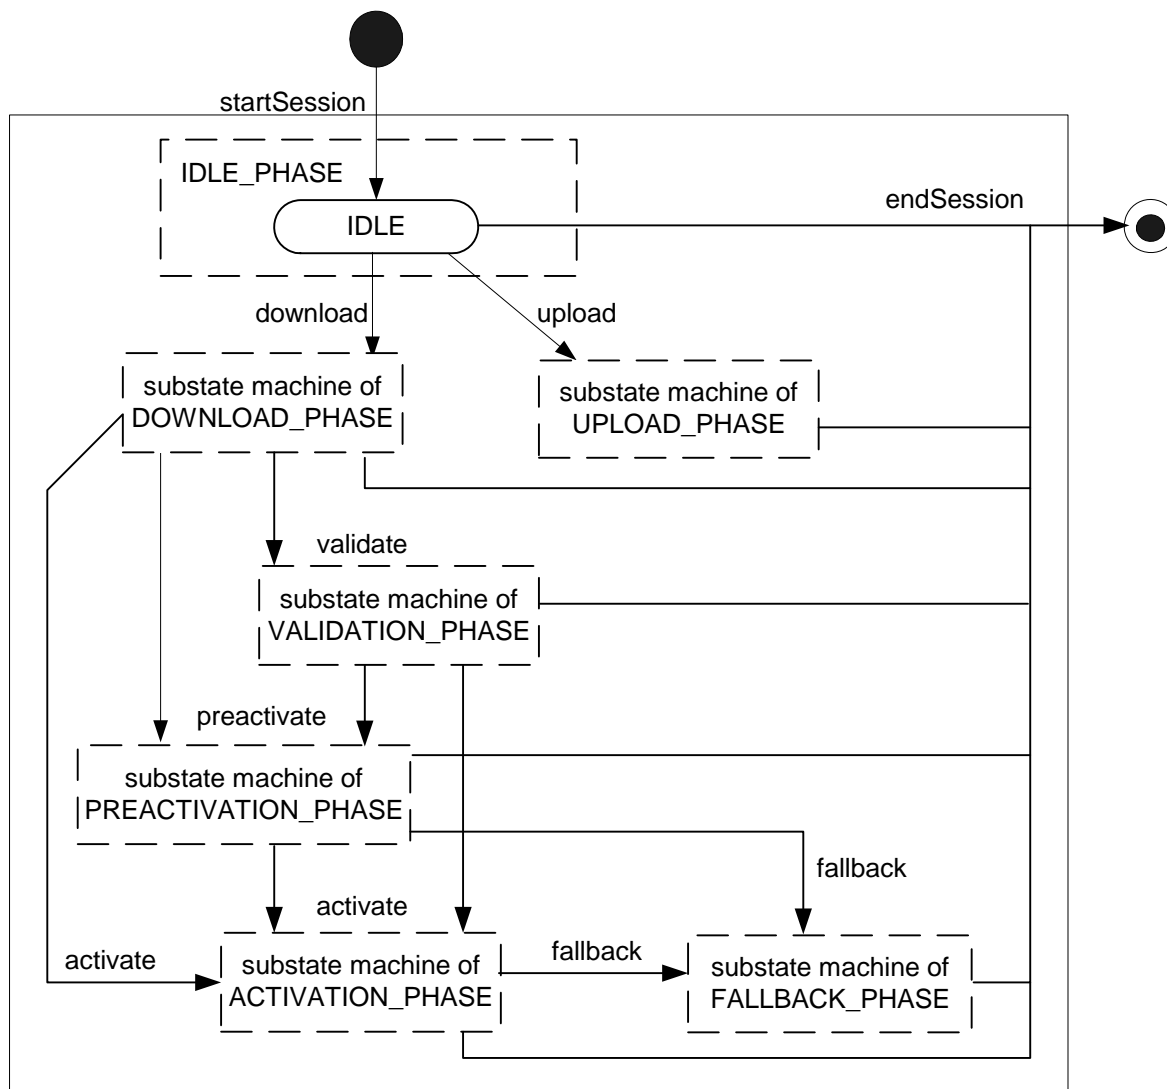 startSession
IDLE_PHASE
endSession
IDLE
download
upload
substate machine of
DOWNLOAD_PHASE
substate machine of
UPLOAD_PHASE
validate
substate machine of
VALIDATION_PHASE
preactivate
substate machine of
PREACTIVATION_PHASE
fallback
activate
activate
substate machine of
ACTIVATION_PHASE
fallback
substate machine of
FALLBACK_PHASE